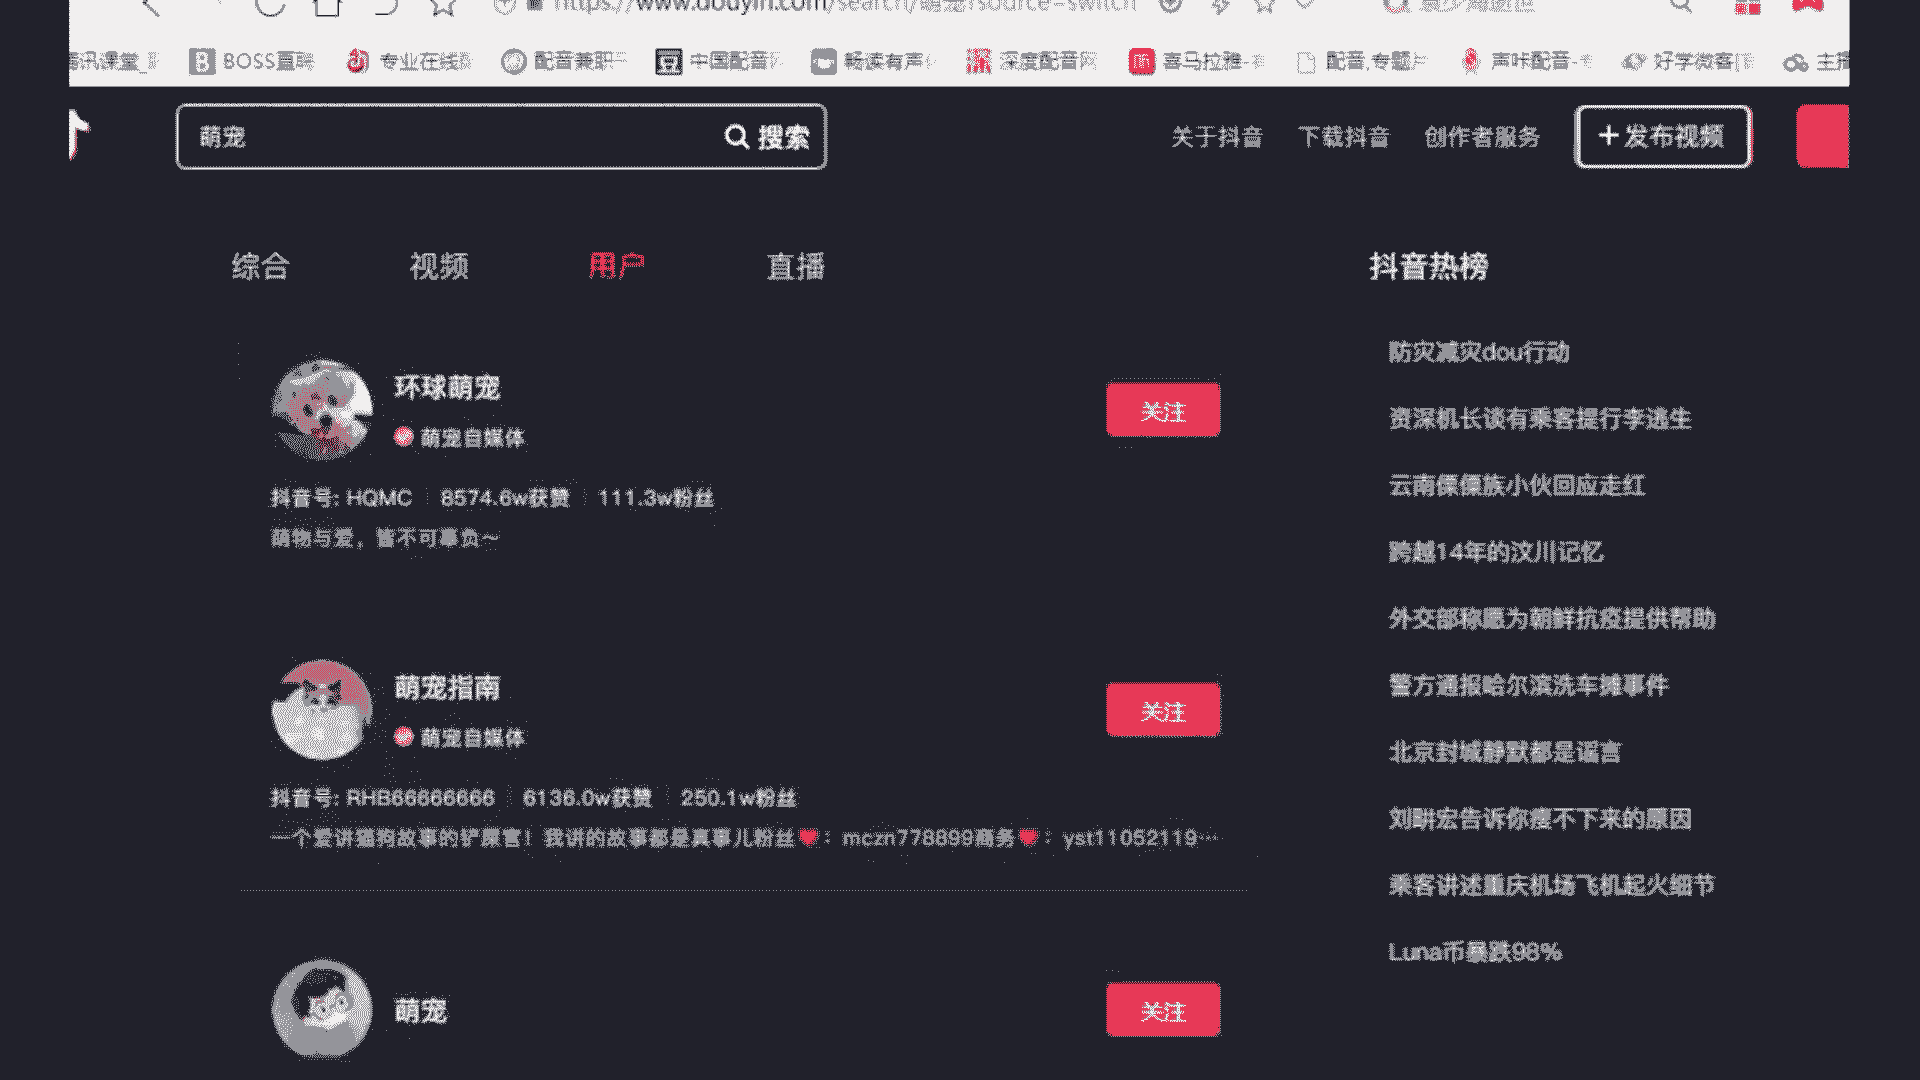 https://www.douyin.com/search/萌宠?source=switch
腾讯课堂_
BOSS直聘
专业在线
配音兼职
中国配音
畅读有声
深度配音网
喜马拉雅
配音,专题
声咔配音
好学微客
主播
萌宠
搜索
关于抖音
下载抖音
创作者服务
+发布视频
综合
视频
用户
直播
抖音热榜
环球萌宠
萌宠自媒体
关注
抖音号: HQMC
8574.6w获赞
111.3w粉丝
萌物与爱，皆不可辜负～
萌宠指南
萌宠自媒体
关注
抖音号: RHB66666666
6136.0w获赞
250.1w粉丝
一个爱讲猫狗故事的铲屎官！我讲的故事都是真事儿粉丝❤：mczn778899商务❤：yst11052119…
萌宠
关注
防灾减灾dou行动
资深机长谈有乘客提行李逃生
云南傈僳族小伙回应走红
跨越14年的汶川记忆
外交部称愿为朝鲜抗疫提供帮助
警方通报哈尔滨洗车摊事件
北京封城静默都是谣言
刘畊宏告诉你瘦不下来的原因
乘客讲述重庆机场飞机起火细节
Luna币暴跌98%